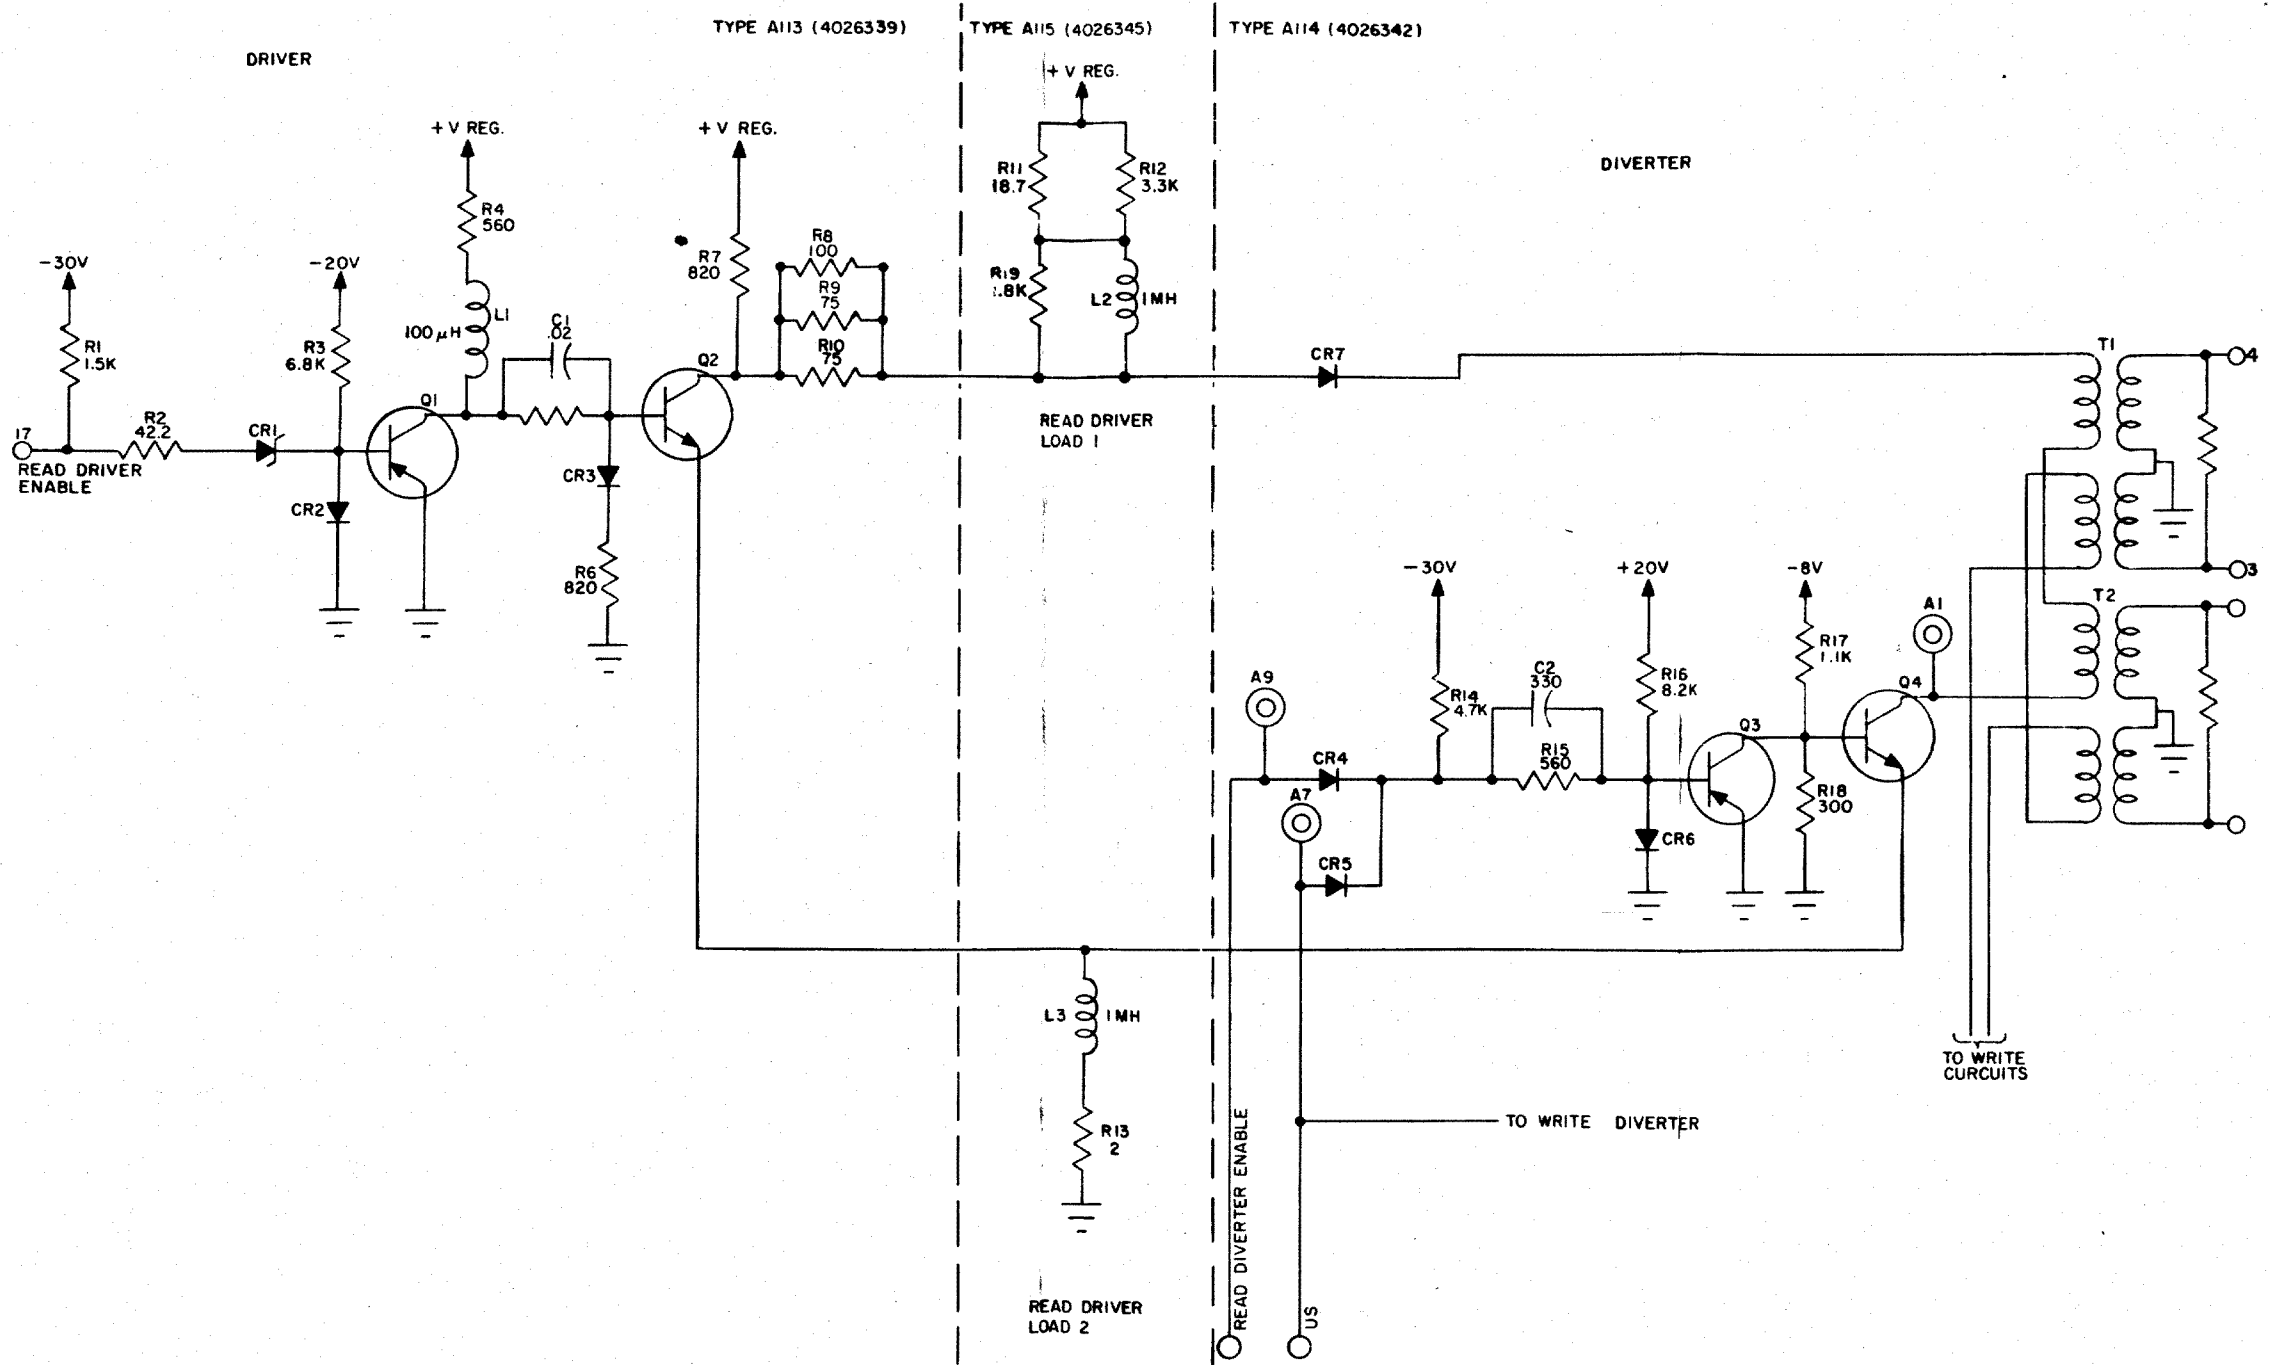 TYPE A113 (4026339)
TYPE A115 (4026345)
TYPE A114 (4026342)
DRIVER
+ V REG.
+ V REG.
+ V REG.
DIVERTER
R11
18.7
R12
3.3K
R4
560
R8
100
R7
820
-30V
-20V
R9
75
R19
1.8K
L2
1MH
L1
100 µH
C1
.02
R1
1.5K
R3
6.8K
R10
75
Q2
CR7
T1
4
Q1
R2
42.2
CR1
17
READ DRIVER
ENABLE
READ DRIVER
LOAD 1
CR3
CR2
R6
820
-30V
+20V
-8V
3
T2
A1
R17
1.1K
A9
C2
330
R16
8.2K
R14
4.7K
Q4
Q3
CR4
R15
560
A7
R18
300
CR6
CR5
L3
1MH
TO WRITE
CURCUITS
R13
2
TO WRITE DIVERTER
READ DIVERTER ENABLE
US
READ DRIVER
LOAD 2